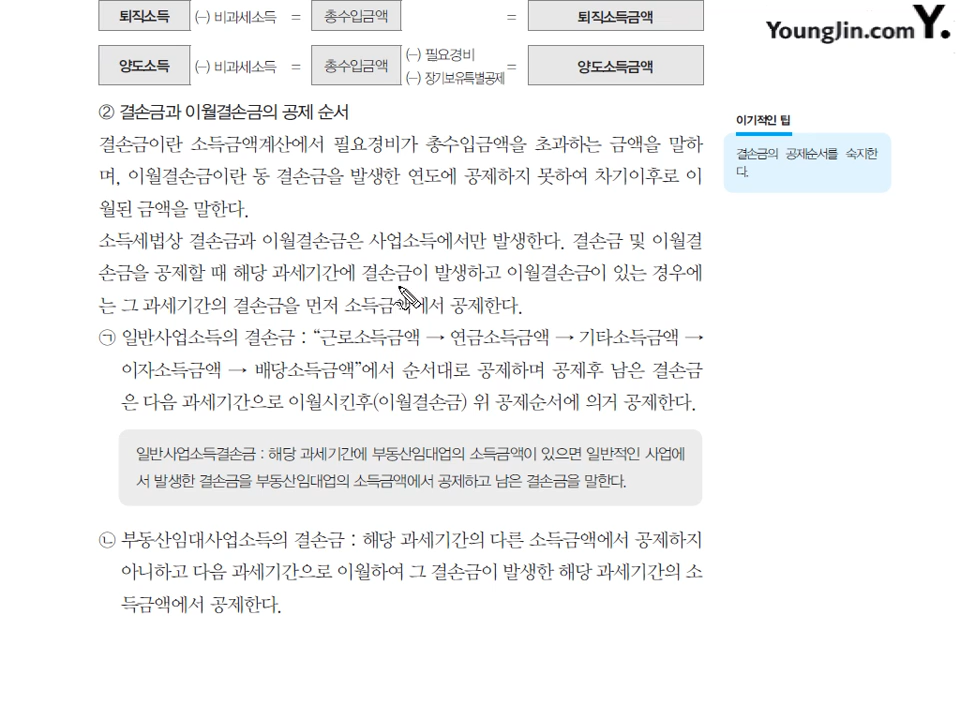 퇴직소득 (-) 비과세소득 = 총수입금액 = 퇴직소득금액
양도소득 (-) 비과세소득 = 총수입금액 (-) 필요경비 (-) 장기보유특별공제 = 양도소득금액
YoungJin.com Y.
② 결손금과 이월결손금의 공제 순서
결손금이란 소득금액계산에서 필요경비가 총수입금액을 초과하는 금액을 말하
며, 이월결손금이란 동 결손금을 발생한 연도에 공제하지 못하여 차기이후로 이
월된 금액을 말한다.
소득세법상 결손금과 이월결손금은 사업소득에서만 발생한다. 결손금 및 이월결
손금을 공제할 때 해당 과세기간에 결손금이 발생하고 이월결손금이 있는 경우에
는 그 과세기간의 결손금을 먼저 소득금액에서 공제한다.
㉠ 일반사업소득의 결손금 : “근로소득금액 → 연금소득금액 → 기타소득금액 →
이자소득금액 → 배당소득금액”에서 순서대로 공제하며 공제후 남은 결손금
은 다음 과세기간으로 이월시킨후(이월결손금) 위 공제순서에 의거 공제한다.
일반사업소득결손금 : 해당 과세기간에 부동산임대업의 소득금액이 있으면 일반적인 사업에
서 발생한 결손금을 부동산임대업의 소득금액에서 공제하고 남은 결손금을 말한다.
㉡ 부동산임대사업소득의 결손금 : 해당 과세기간의 다른 소득금액에서 공제하지
아니하고 다음 과세기간으로 이월하여 그 결손금이 발생한 해당 과세기간의 소
득금액에서 공제한다.
이기적인 팁
결손금의 공제순서를 숙지한
다.